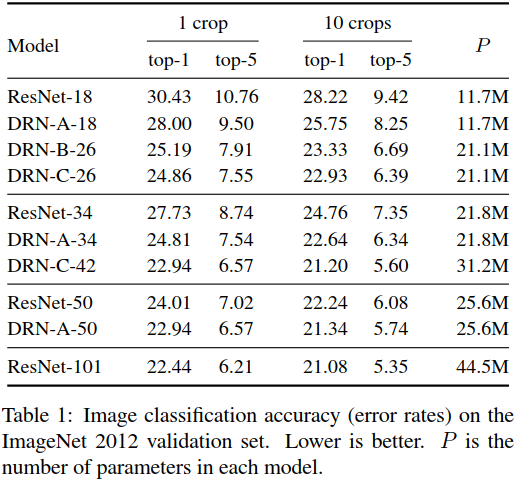 1 crop 10 crops
Model P
top-1 top-5 top-1 top-5
ResNet-18 30.43 10.76 28.22 9.42 11.7M
DRN-A-18 28.00 9.50 25.75 8.25 11.7M
DRN-B-26 25.19 7.91 23.33 6.69 21.1M
DRN-C-26 24.86 7.55 22.93 6.39 21.1M
ResNet-34 27.73 8.74 24.76 7.35 21.8M
DRN-A-34 24.81 7.54 22.64 6.34 21.8M
DRN-C-42 22.94 6.57 21.20 5.60 31.2M
ResNet-50 24.01 7.02 22.24 6.08 25.6M
DRN-A-50 22.94 6.57 21.34 5.74 25.6M
ResNet-101 22.44 6.21 21.08 5.35 44.5M
Table 1: Image classification accuracy (error rates) on the
ImageNet 2012 validation set. Lower is better. P is the
number of parameters in each model.